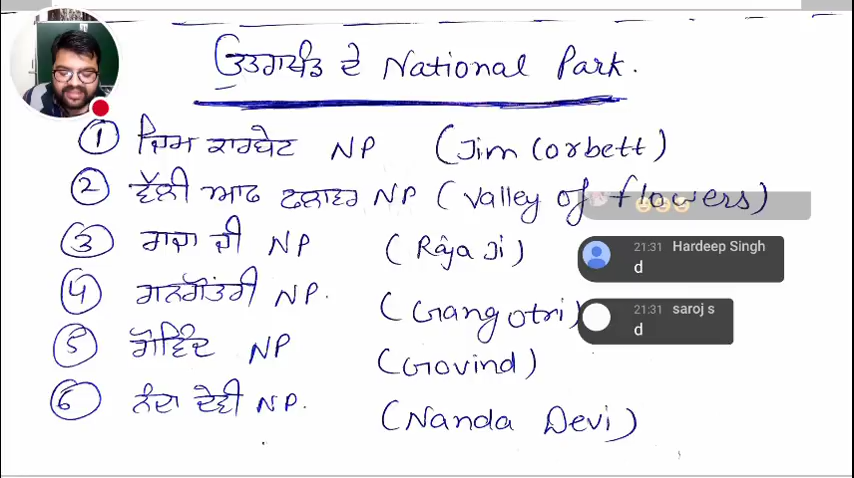 ਉਤਰਾਖੰਡ ਦੇ National Park.
① ਜਿਮ ਕਾਰਬੇਟ NP (Jim Corbett)
② ਵੈੱਲੀ ਆਫ ਫਲਾਵਰ NP (Valley of flowers)
③ ਰਾਜਾ ਜੀ NP (Rāja Ji)
④ ਗਨਗੌਤਰੀ NP. (Gangotri)
⑤ ਗੋਵਿੰਦ NP (Govind)
⑥ ਨੰਦਾ ਦੇਵੀ NP. (Nanda Devi)
21:31 Hardeep Singh
d
21:31 saroj s
d